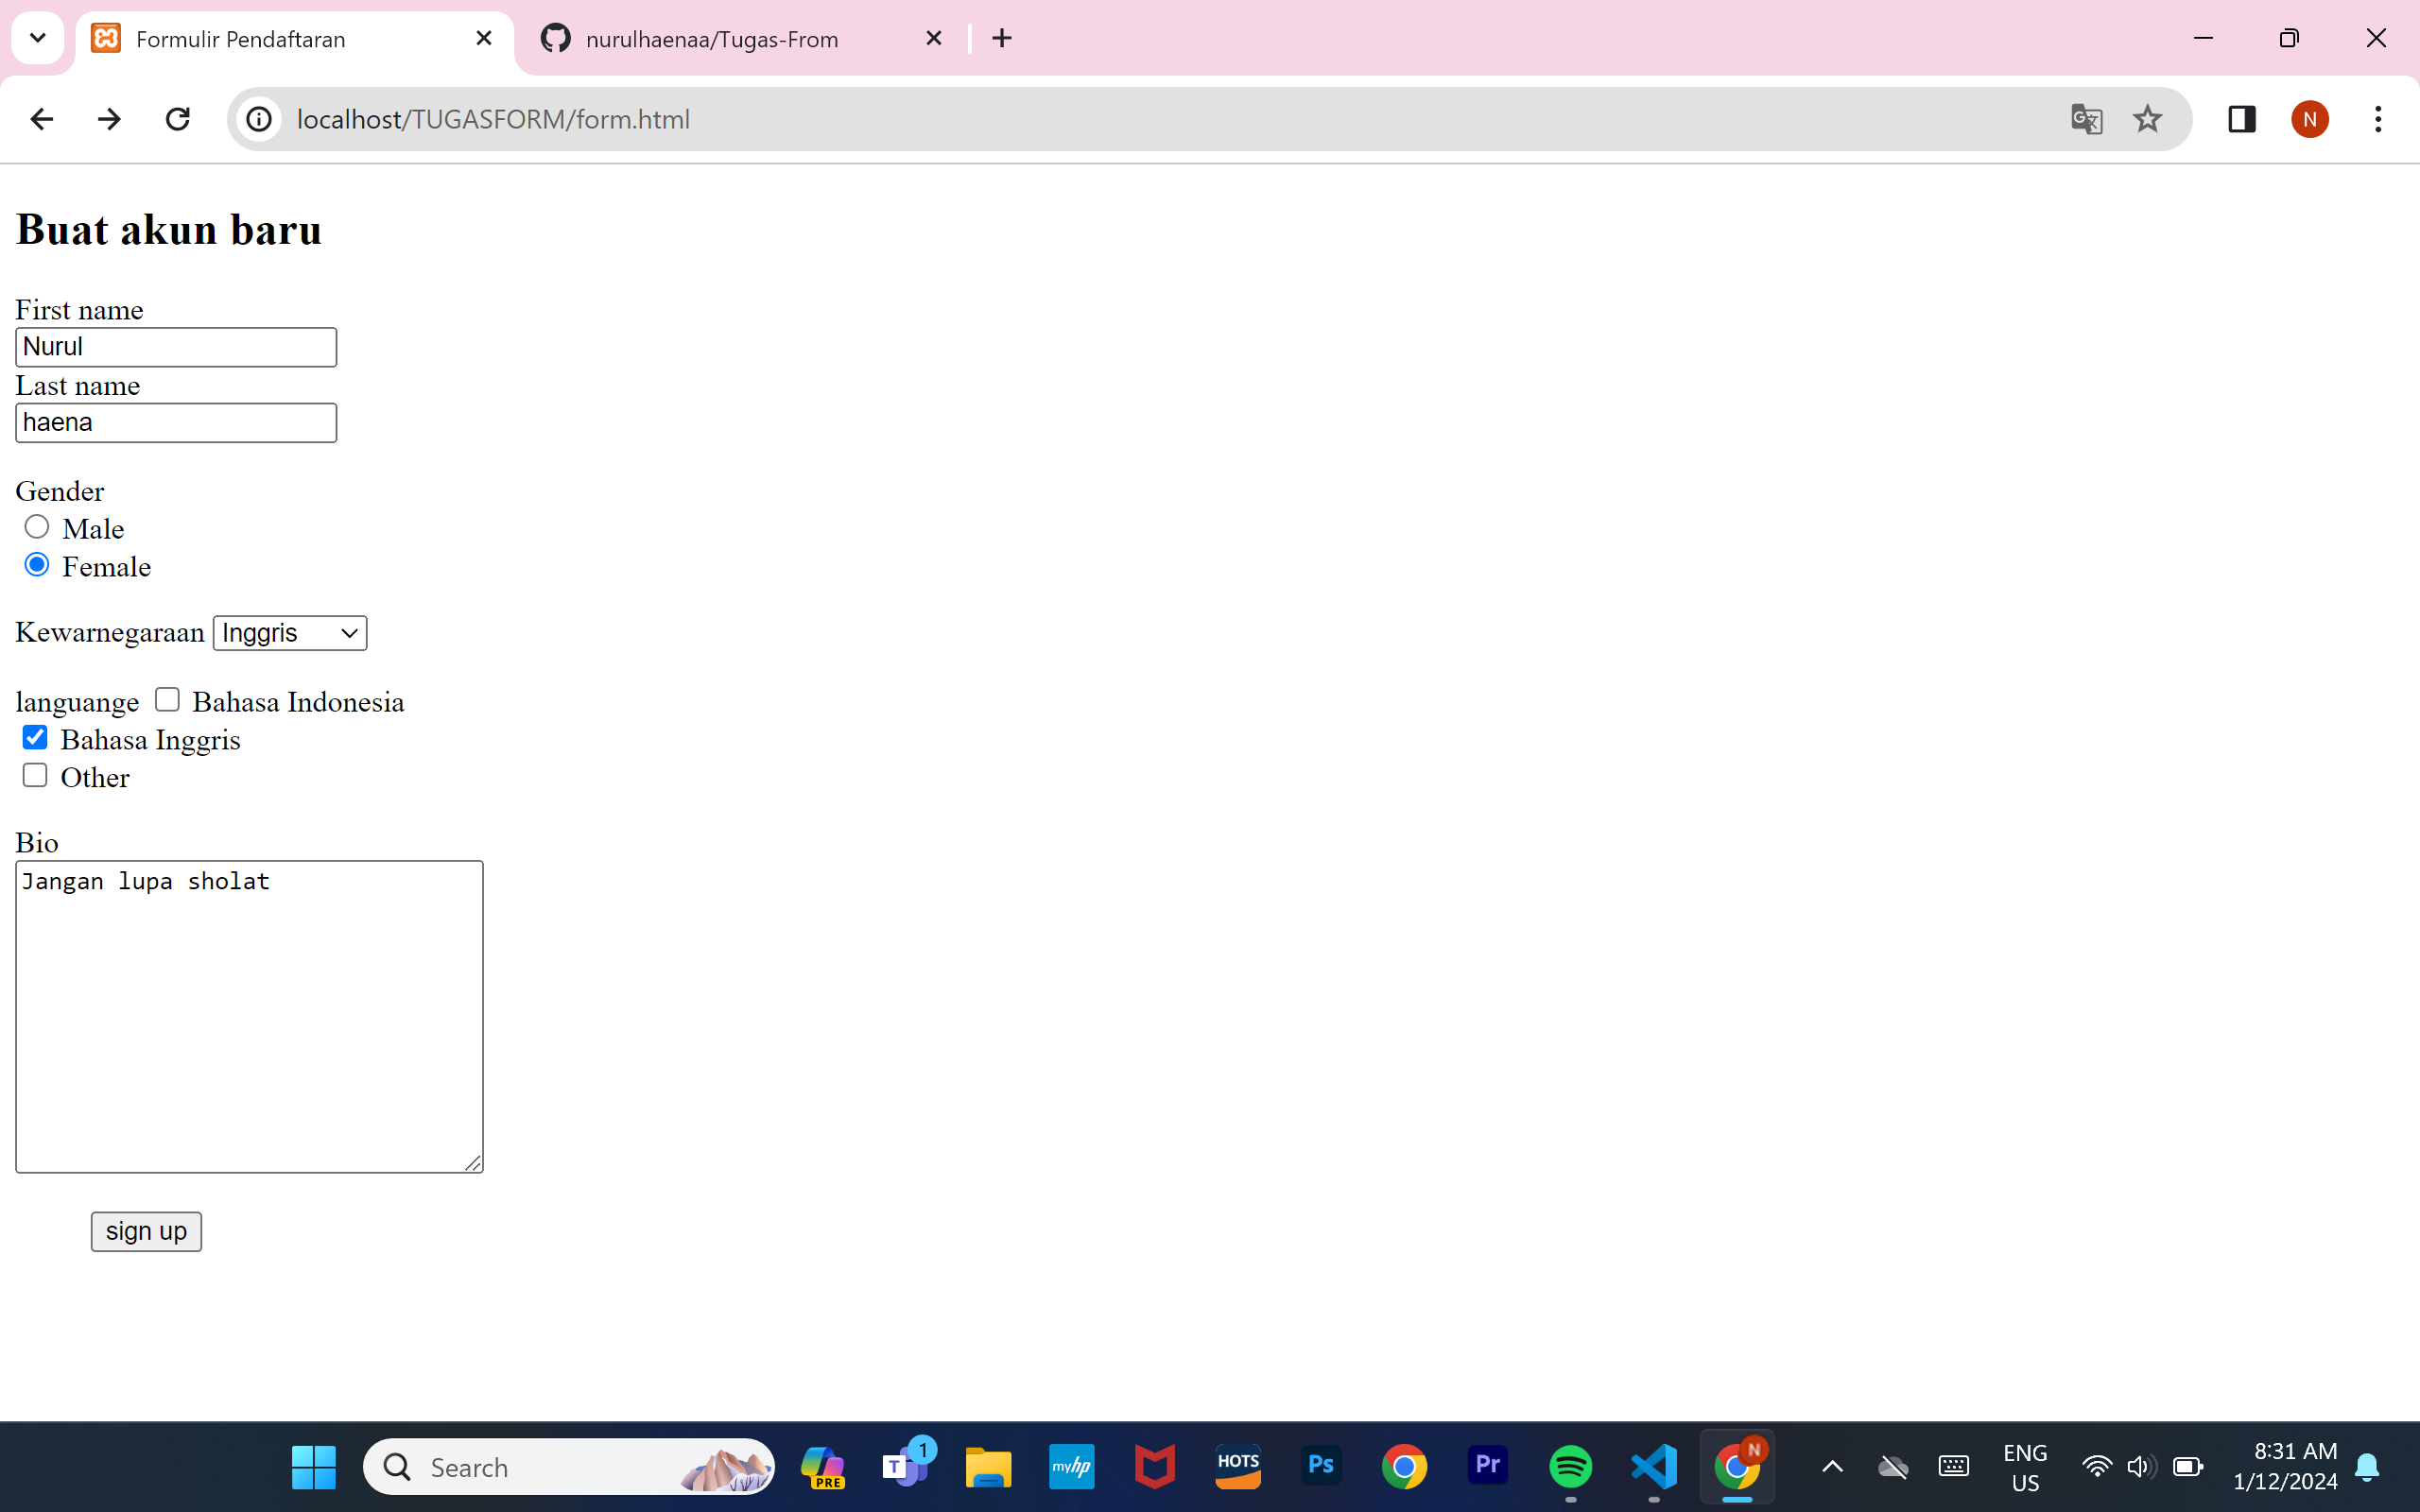 Formulir Pendaftaran
nurulhaenaa/Tugas-From
localhost/TUGASFORM/form.html
N
Buat akun baru
First name
Nurul
Last name
haena
Gender
Male
Female
Kewarnegaraan Inggris
languange Bahasa Indonesia
Bahasa Inggris
Other
Bio
Jangan lupa sholat
sign up
Search
PRE
T 1
myhp
HOTS
Ps
Pr
N
ENG
US
8:31 AM
1/12/2024